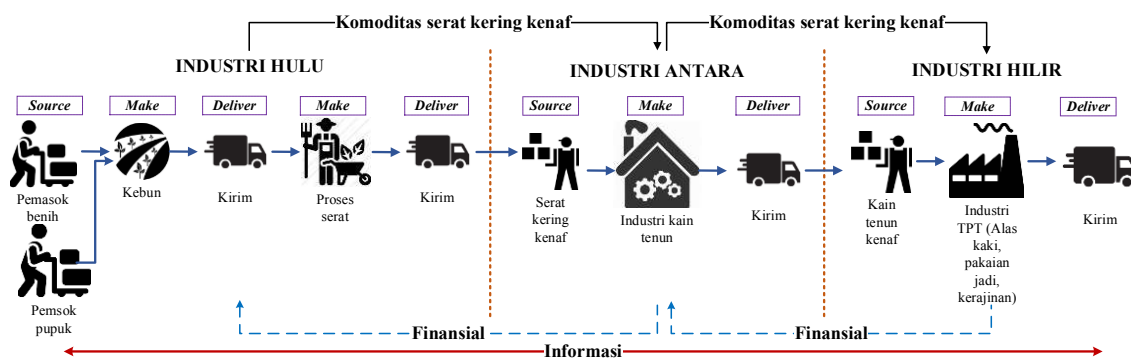 Komoditas serat kering kenaf
Komoditas serat kering kenaf
INDUSTRI HULU
INDUSTRI ANTARA
INDUSTRI HILIR
Source
Make
Deliver
Make
Deliver
Source
Make
Deliver
Source
Make
Deliver
Pemasok
benih
Kebun
Kirim
Proses
serat
Kirim
Serat
kering
kenaf
Industri kain
tenun
Kirim
Kain
tenun
kenaf
Industri
TPT (Alas
kaki,
pakaian
jadi,
kerajinan)
Kirim
Pemsok
pupuk
Finansial
Finansial
Informasi